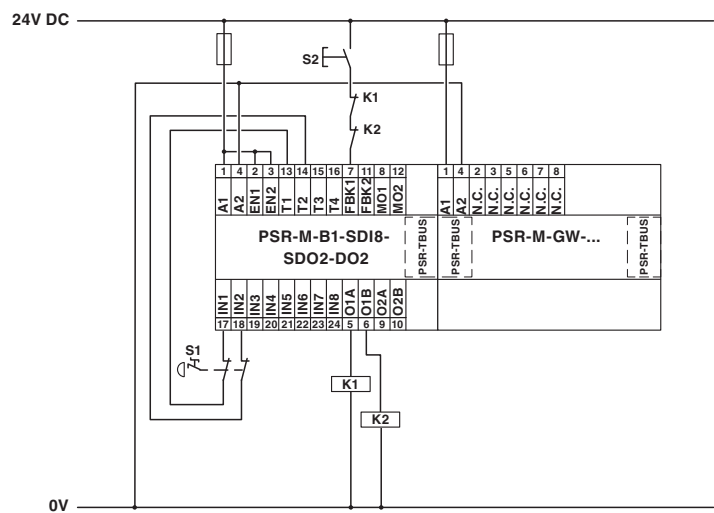 24V DC
S2
K1
K2
1 4 2 3 13 14 15 16 7 11 8 12
A1 A2 EN1 EN2 T1 T2 T3 T4 FBK1 FBK2 MO1 MO2
1 4 2 3 5 6 7 8
A1 A2 N.C. N.C. N.C. N.C. N.C. N.C.
PSR-M-B1-SDI8-
SDO2-DO2
PSR-TBUS
PSR-TBUS
PSR-M-GW-...
PSR-TBUS
IN1 IN2 IN3 IN4 IN5 IN6 IN7 IN8 O1A O1B O2A O2B
17 18 19 20 21 22 23 24 5 6 9 10
S1
K1
K2
0V